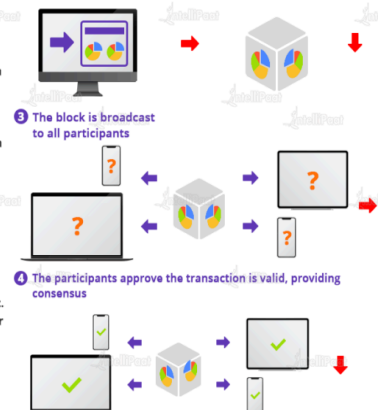 3 The block is broadcast
to all participants
?
?
?
?
4 The participants approve the transaction is valid, providing
consensus